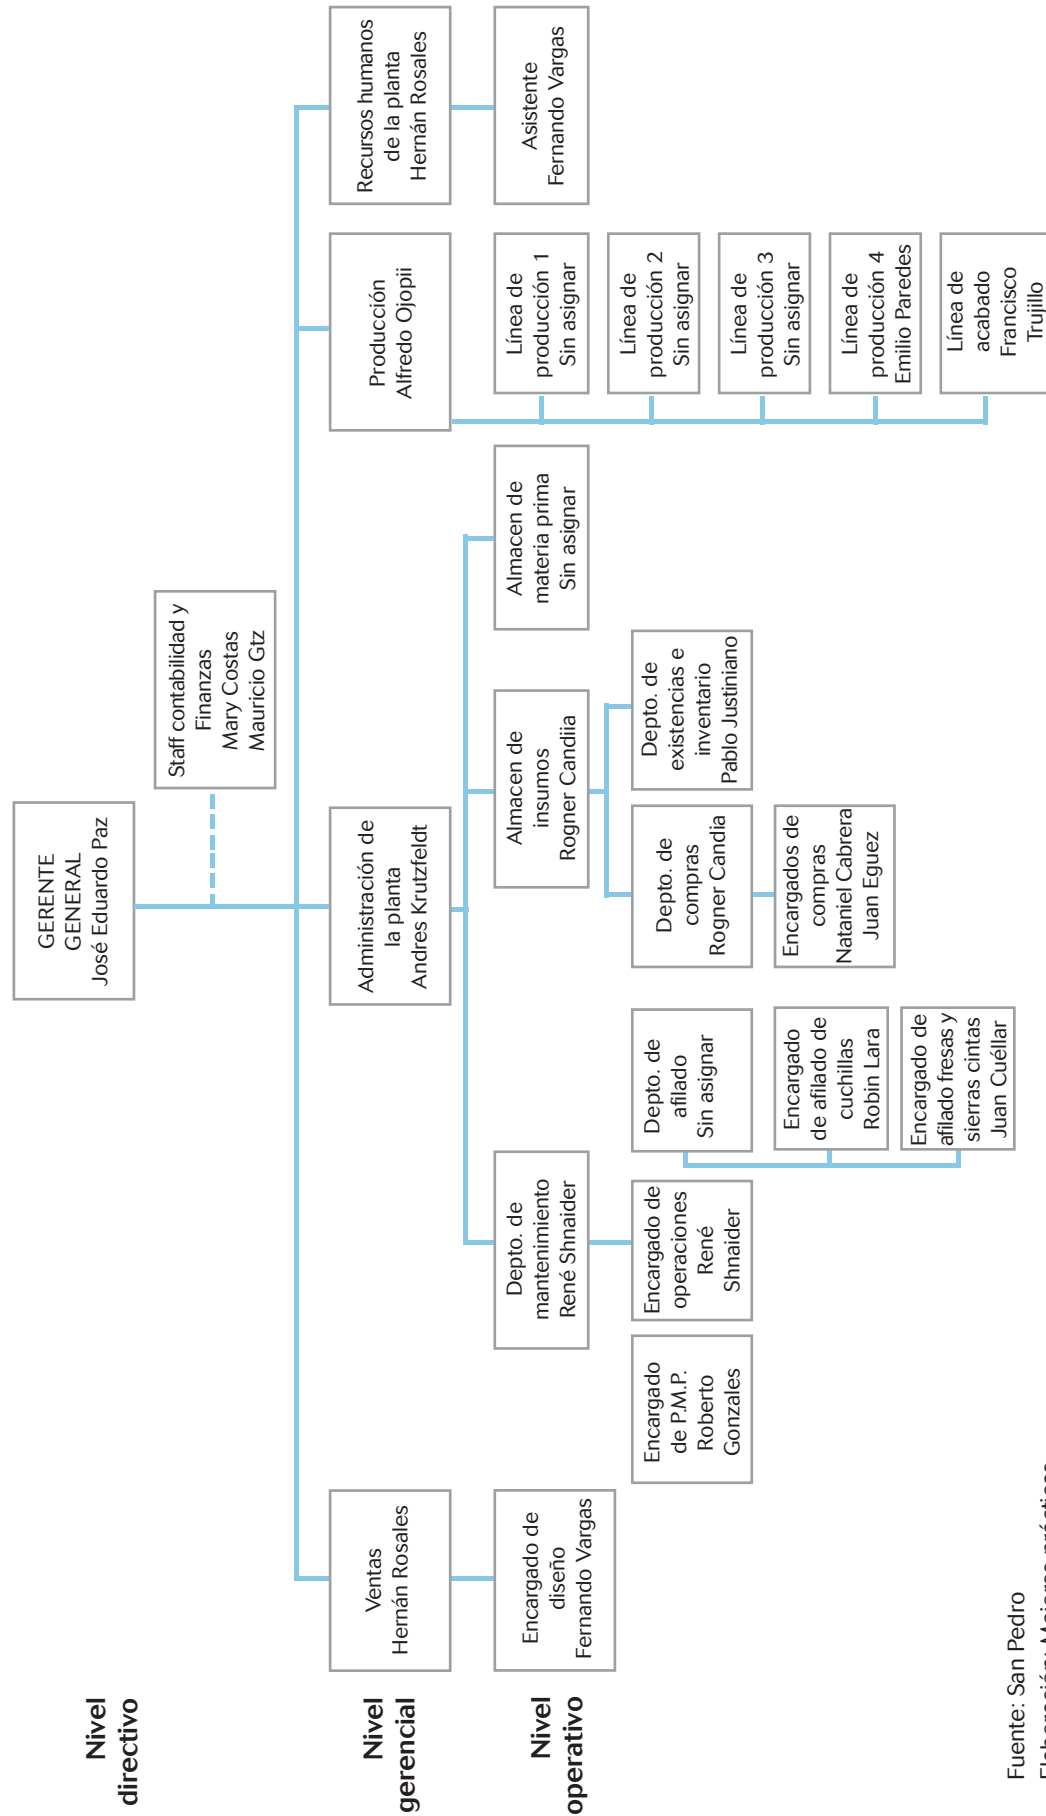 GERENTE
GENERAL
José Eduardo Paz
Staff contabilidad y
Finanzas
Mary Costas
Mauricio Gtz
Nivel
directivo
Nivel
gerencial
Ventas
Hernán Rosales
Administración de
la planta
Andres Krutzfeldt
Producción
Alfredo Ojopii
Recursos humanos
de la planta
Hernán Rosales
Nivel
operativo
Encargado de
diseño
Fernando Vargas
Depto. de
mantenimiento
René Shnaider
Almacen de
insumos
Rogner Candiia
Almacen de
materia prima
Sin asignar
Línea de
producción 1
Sin asignar
Asistente
Fernando Vargas
Línea de
producción 2
Sin asignar
Línea de
producción 3
Sin asignar
Línea de
producción 4
Emilio Paredes
Línea de
acabado
Francisco
Trujillo
Encargado
de P.M.P.
Roberto
Gonzales
Encargado de
operaciones
René
Shnaider
Depto. de
afilado
Sin asignar
Depto. de
compras
Rogner Candia
Depto. de
existencias e
inventario
Pablo Justiniano
Encargado
de afilado de
cuchillas
Robin Lara
Encargados de
compras
Nataniel Cabrera
Juan Eguez
Encargado de
afilado fresas y
sierras cintas
Juan Cuéllar
Fuente: San Pedro
Elaboración: Mejores prácticas